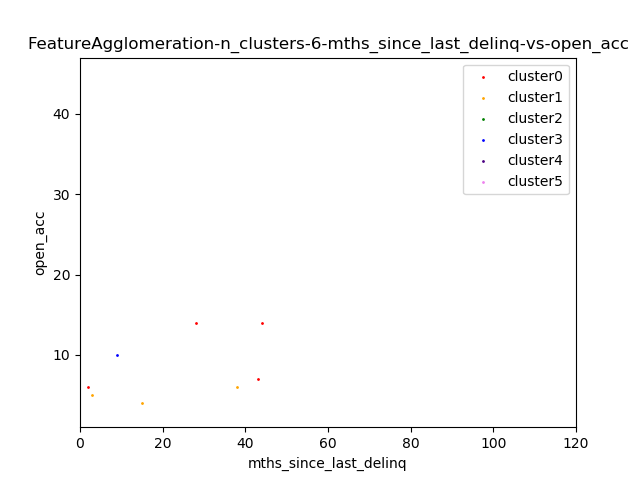 FeatureAgglomeration-n_clusters-6-mths_since_last_delinq-vs-open_acc
cluster0
cluster1
cluster2
cluster3
cluster4
cluster5
40
30
20
10
open_acc
0 20 40 60 80 100 120
mths_since_last_delinq